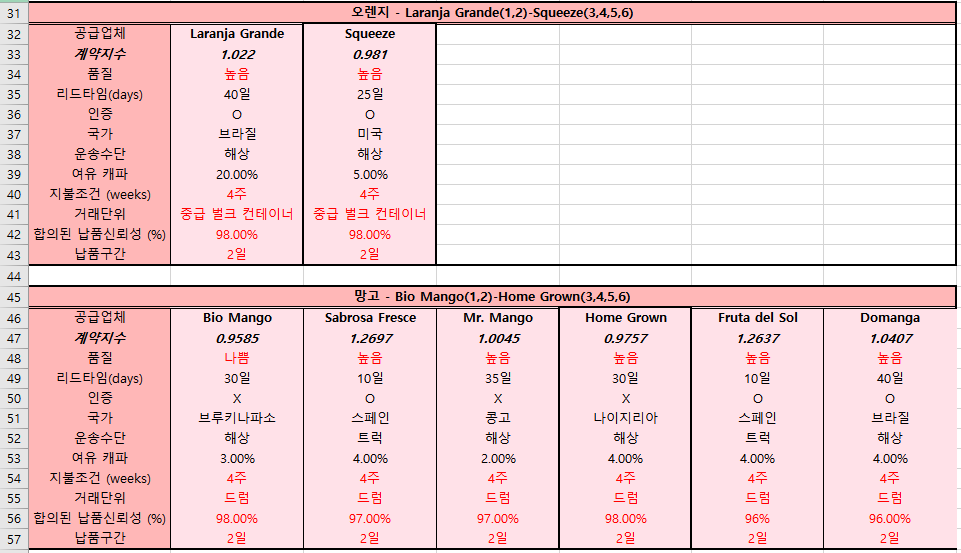 31 오렌지 - Laranja Grande(1,2)-Squeeze(3,4,5,6)
32 공급업체 Laranja Grande Squeeze
33 계약지수 1.022 0.981
34 품질 높음 높음
35 리드타임(days) 40일 25일
36 인증 O O
37 국가 브라질 미국
38 운송수단 해상 해상
39 여유 캐파 20.00% 5.00%
40 지불조건 (weeks) 4주 4주
41 거래단위 중급 벌크 컨테이너 중급 벌크 컨테이너
42 합의된 납품신뢰성 (%) 98.00% 98.00%
43 납품구간 2일 2일
44
45 망고 - Bio Mango(1,2)-Home Grown(3,4,5,6)
46 공급업체 Bio Mango Sabrosa Fresce Mr. Mango Home Grown Fruta del Sol Domanga
47 계약지수 0.9585 1.2697 1.0045 0.9757 1.2637 1.0407
48 품질 나쁨 높음 높음 높음 높음 높음
49 리드타임(days) 30일 10일 35일 30일 10일 40일
50 인증 X O X X O O
51 국가 브루키나파소 스페인 콩고 나이지리아 스페인 브라질
52 운송수단 해상 트럭 해상 해상 트럭 해상
53 여유 캐파 3.00% 4.00% 2.00% 4.00% 4.00% 4.00%
54 지불조건 (weeks) 4주 4주 4주 4주 4주 4주
55 거래단위 드럼 드럼 드럼 드럼 드럼 드럼
56 합의된 납품신뢰성 (%) 98.00% 97.00% 97.00% 98.00% 96% 96.00%
57 납품구간 2일 2일 2일 2일 2일 2일